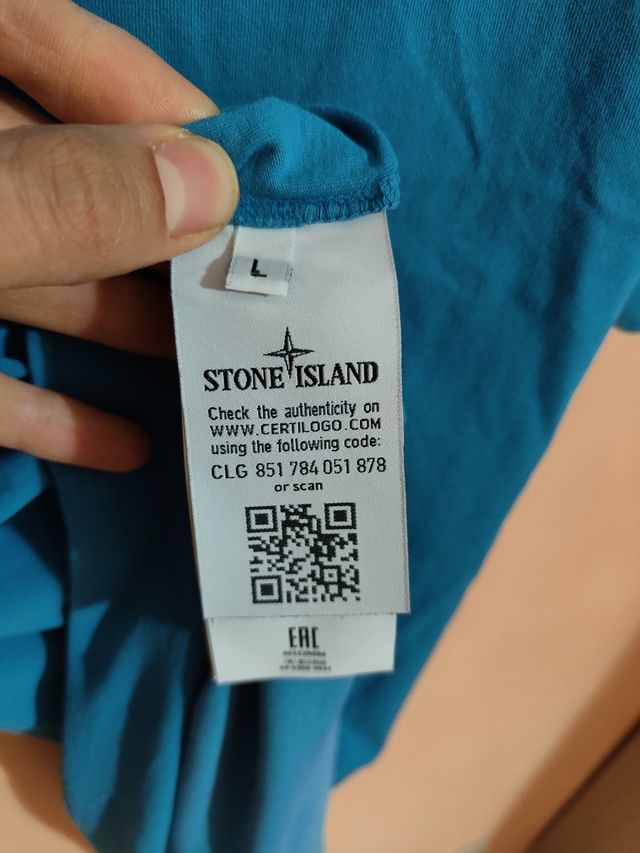 L
STONE ISLAND
Check the authenticity on
WWW.CERTILOGO.COM
using the following code:
CLG 851 784 051 878
or scan
EAC